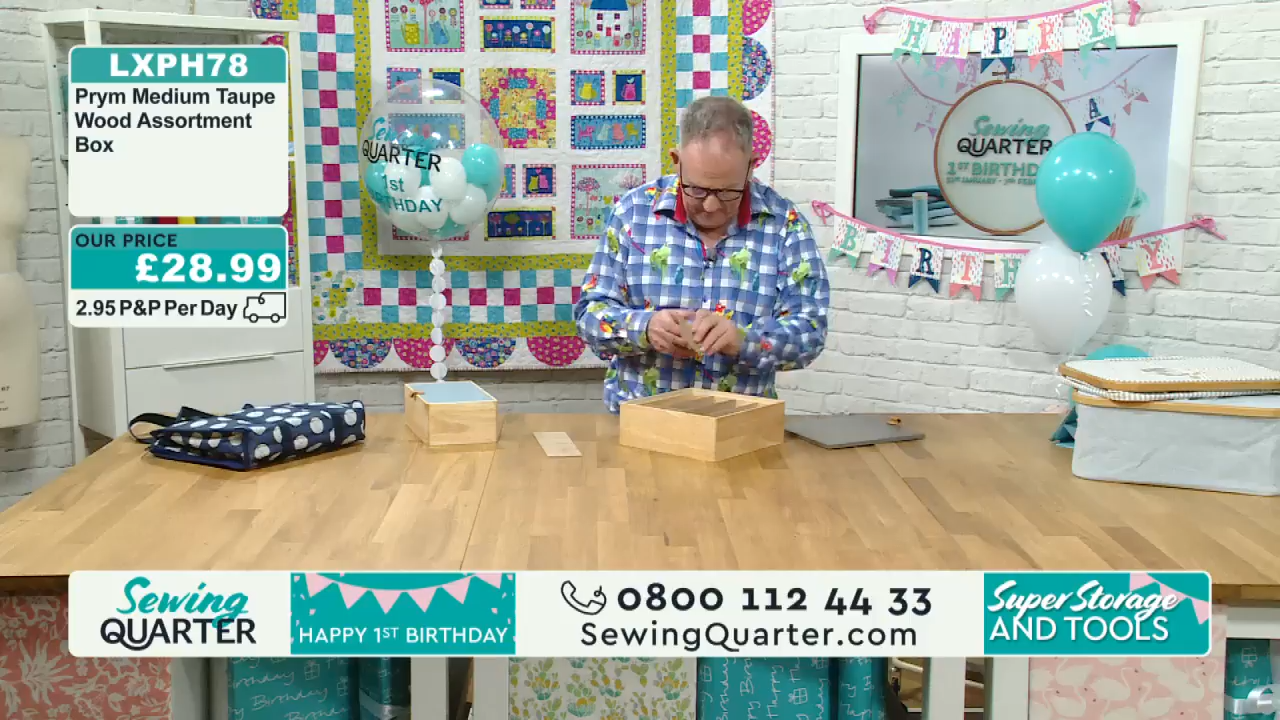 LXPH78
Prym Medium Taupe
Wood Assortment
Box
OUR PRICE
£28.99
2.95 P&P Per Day
Sewing
QUARTER
1st
BIRTHDAY
HAPPY
Sewing
QUARTER
1ST BIRTHD
BIRTH
Y
Sewing
QUARTER
HAPPY 1ST BIRTHDAY
0800 112 44 33
SewingQuarter.com
Super Storage
AND TOOLS